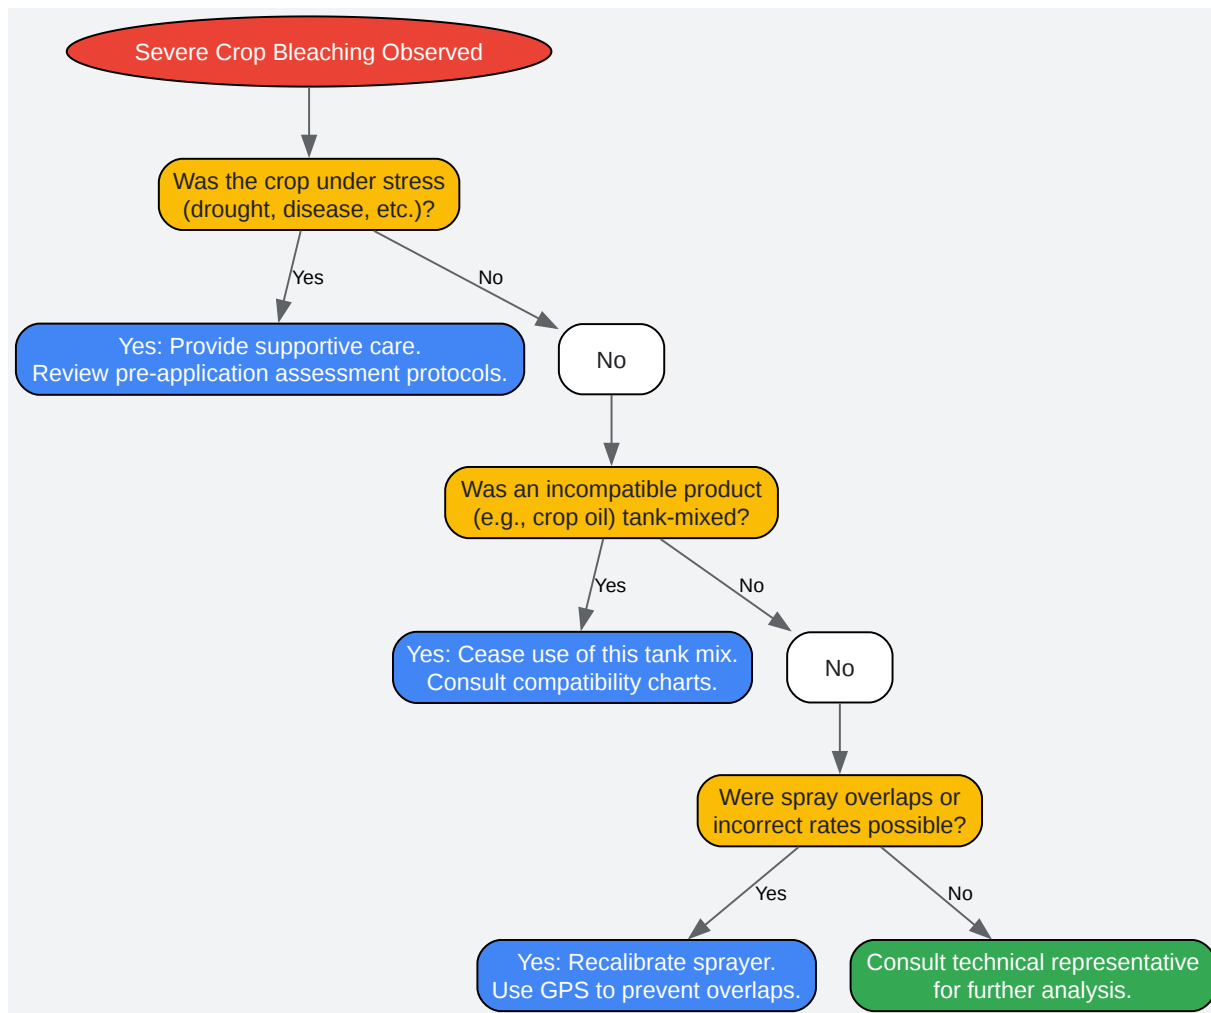 Severe Crop Bleaching Observed
Was the crop under stress
(drought, disease, etc.)?
Yes
No
Yes: Provide supportive care.
Review pre-application assessment protocols.
No
Was an incompatible product
(e.g., crop oil) tank-mixed?
Yes
No
Yes: Cease use of this tank mix.
Consult compatibility charts.
No
Were spray overlaps or
incorrect rates possible?
Yes
No
Yes: Recalibrate sprayer.
Use GPS to prevent overlaps.
Consult technical representative
for further analysis.